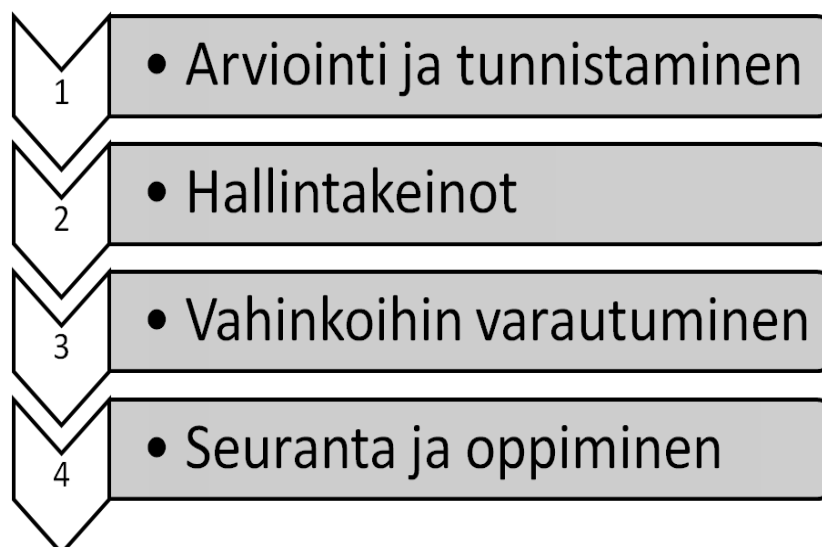 1 • Arviointi ja tunnistaminen
2 • Hallintakeinot
3 • Vahinkoihin varautuminen
4 • Seuranta ja oppiminen